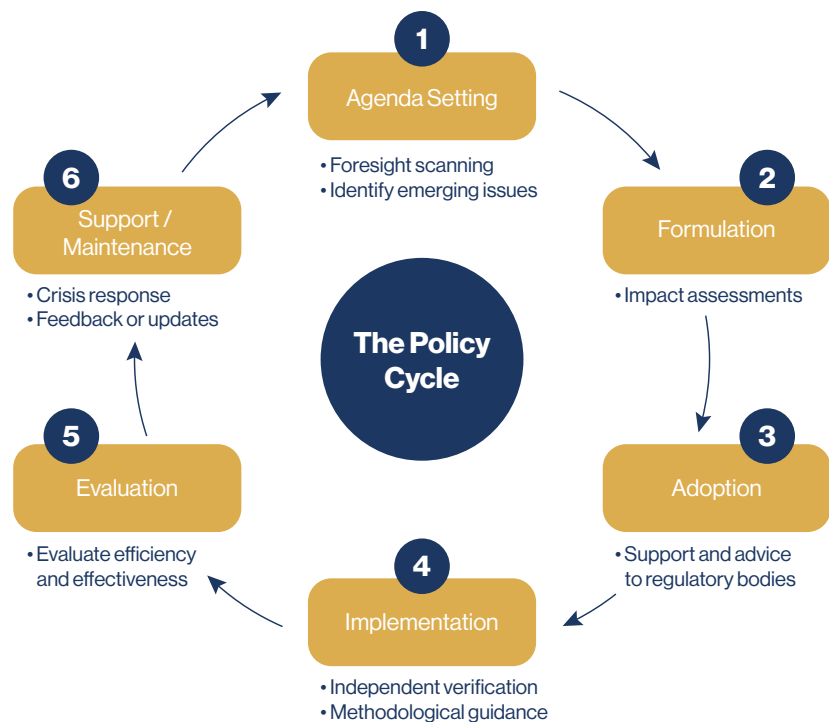 1
Agenda Setting
• Foresight scanning
• Identify emerging issues
2
Formulation
• Impact assessments
3
Adoption
• Support and advice
to regulatory bodies
4
Implementation
• Independent verification
• Methodological guidance
5
Evaluation
• Evaluate efficiency
and effectiveness
6
Support /
Maintenance
• Crisis response
• Feedback or updates
The Policy
Cycle